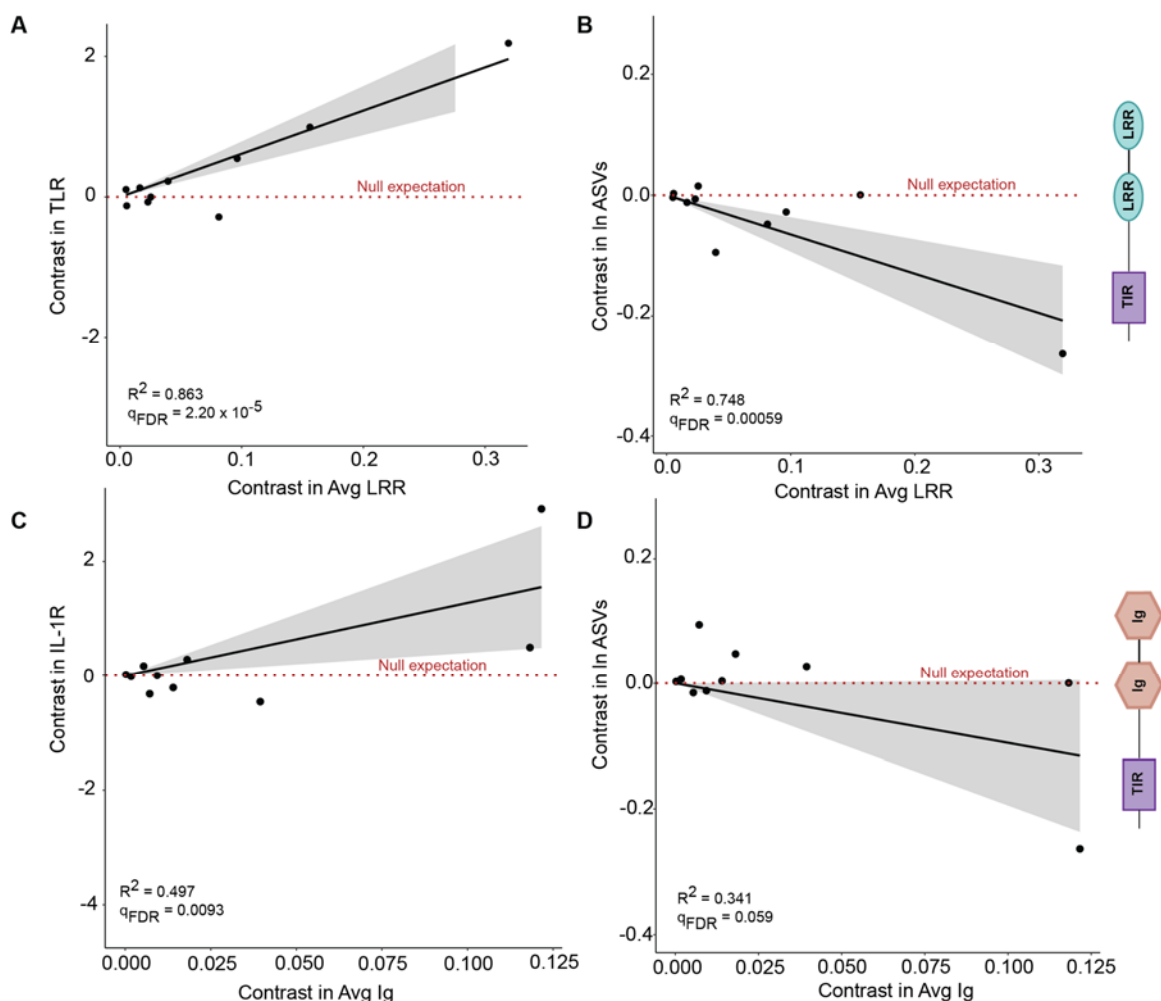 A
2
0
-2
Contrast in TLR
Null expectation
R² = 0.863
qFDR = 2.20 x 10⁻⁵
0.0 0.1 0.2 0.3
Contrast in Avg LRR
B
0.2
0.0
-0.2
-0.4
Contrast in ln ASVs
Null expectation
R² = 0.748
qFDR = 0.00059
0.0 0.1 0.2 0.3
Contrast in Avg LRR
LRR
LRR
TIR
C
2
0
-2
-4
Contrast in IL-1R
Null expectation
R² = 0.497
qFDR = 0.0093
0.000 0.025 0.050 0.075 0.100 0.125
Contrast in Avg Ig
D
0.2
0.0
-0.2
-0.4
Contrast in ln ASVs
Null expectation
R² = 0.341
qFDR = 0.059
0.000 0.025 0.050 0.075 0.100 0.125
Contrast in Avg Ig
Ig
Ig
TIR